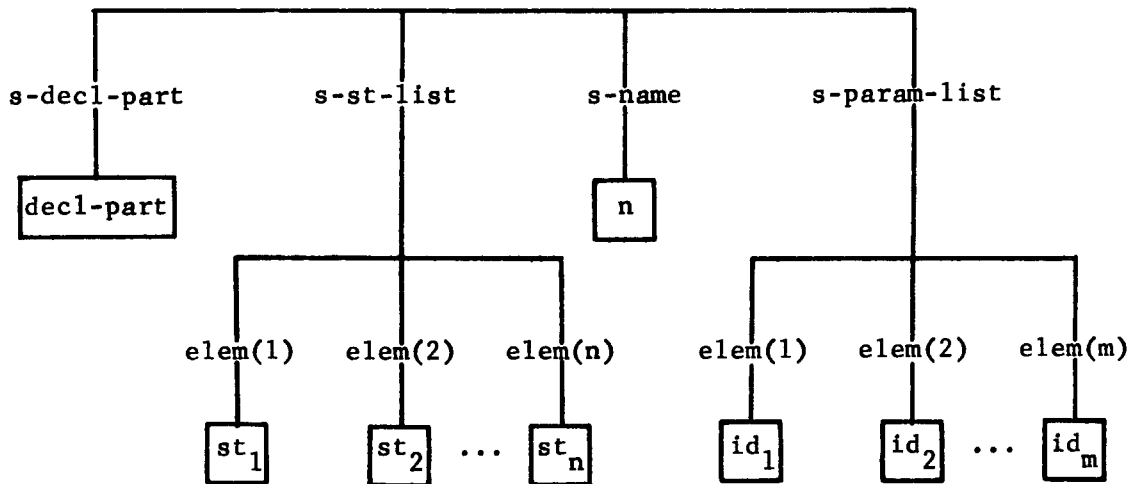 s-decl-part s-st-list s-name s-param-list
decl-part n
elem(1) elem(2) elem(n) elem(1) elem(2) elem(m)
st₁ st₂ ... stₙ id₁ id₂ ... idₘ